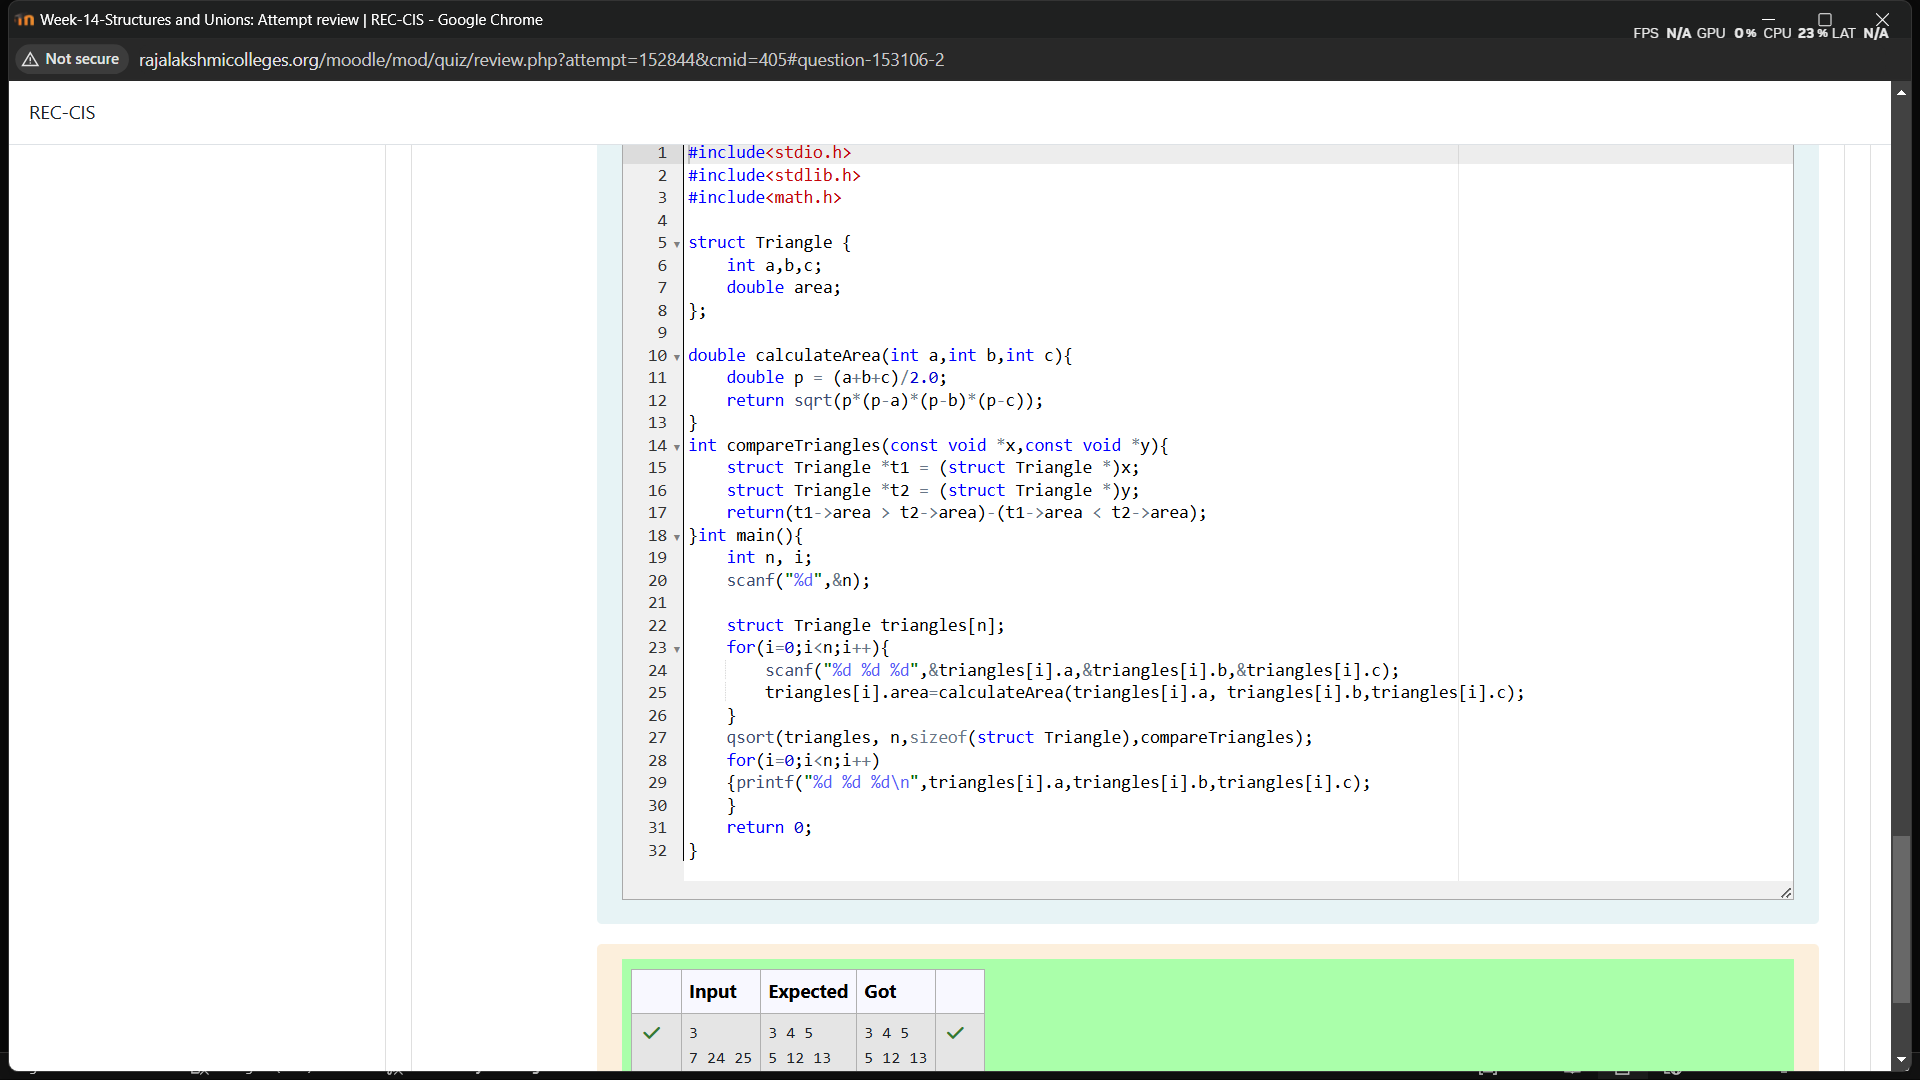 Week-14-Structures and Unions: Attempt review | REC-CIS - Google Chrome
FPS N/A GPU 0% CPU 23% LAT N/A
Not secure rajalakshmicolleges.org/moodle/mod/quiz/review.php?attempt=152844&cmid=405#question-153106-2
REC-CIS
1 #include<stdio.h>
2 #include<stdlib.h>
3 #include<math.h>
4
5 struct Triangle {
6     int a,b,c;
7     double area;
8 };
9
10 double calculateArea(int a,int b,int c){
11     double p = (a+b+c)/2.0;
12     return sqrt(p*(p-a)*(p-b)*(p-c));
13 }
14 int compareTriangles(const void *x,const void *y){
15     struct Triangle *t1 = (struct Triangle *)x;
16     struct Triangle *t2 = (struct Triangle *)y;
17     return(t1->area > t2->area)-(t1->area < t2->area);
18 }int main(){
19     int n, i;
20     scanf("%d",&n);
21
22     struct Triangle triangles[n];
23     for(i=0;i<n;i++){
24         scanf("%d %d %d",&triangles[i].a,&triangles[i].b,&triangles[i].c);
25         triangles[i].area=calculateArea(triangles[i].a, triangles[i].b,triangles[i].c);
26     }
27     qsort(triangles, n,sizeof(struct Triangle),compareTriangles);
28     for(i=0;i<n;i++)
29     {printf("%d %d %d\n",triangles[i].a,triangles[i].b,triangles[i].c);
30     }
31     return 0;
32 }
Input Expected Got
3 3 4 5 3 4 5
7 24 25 5 12 13 5 12 13